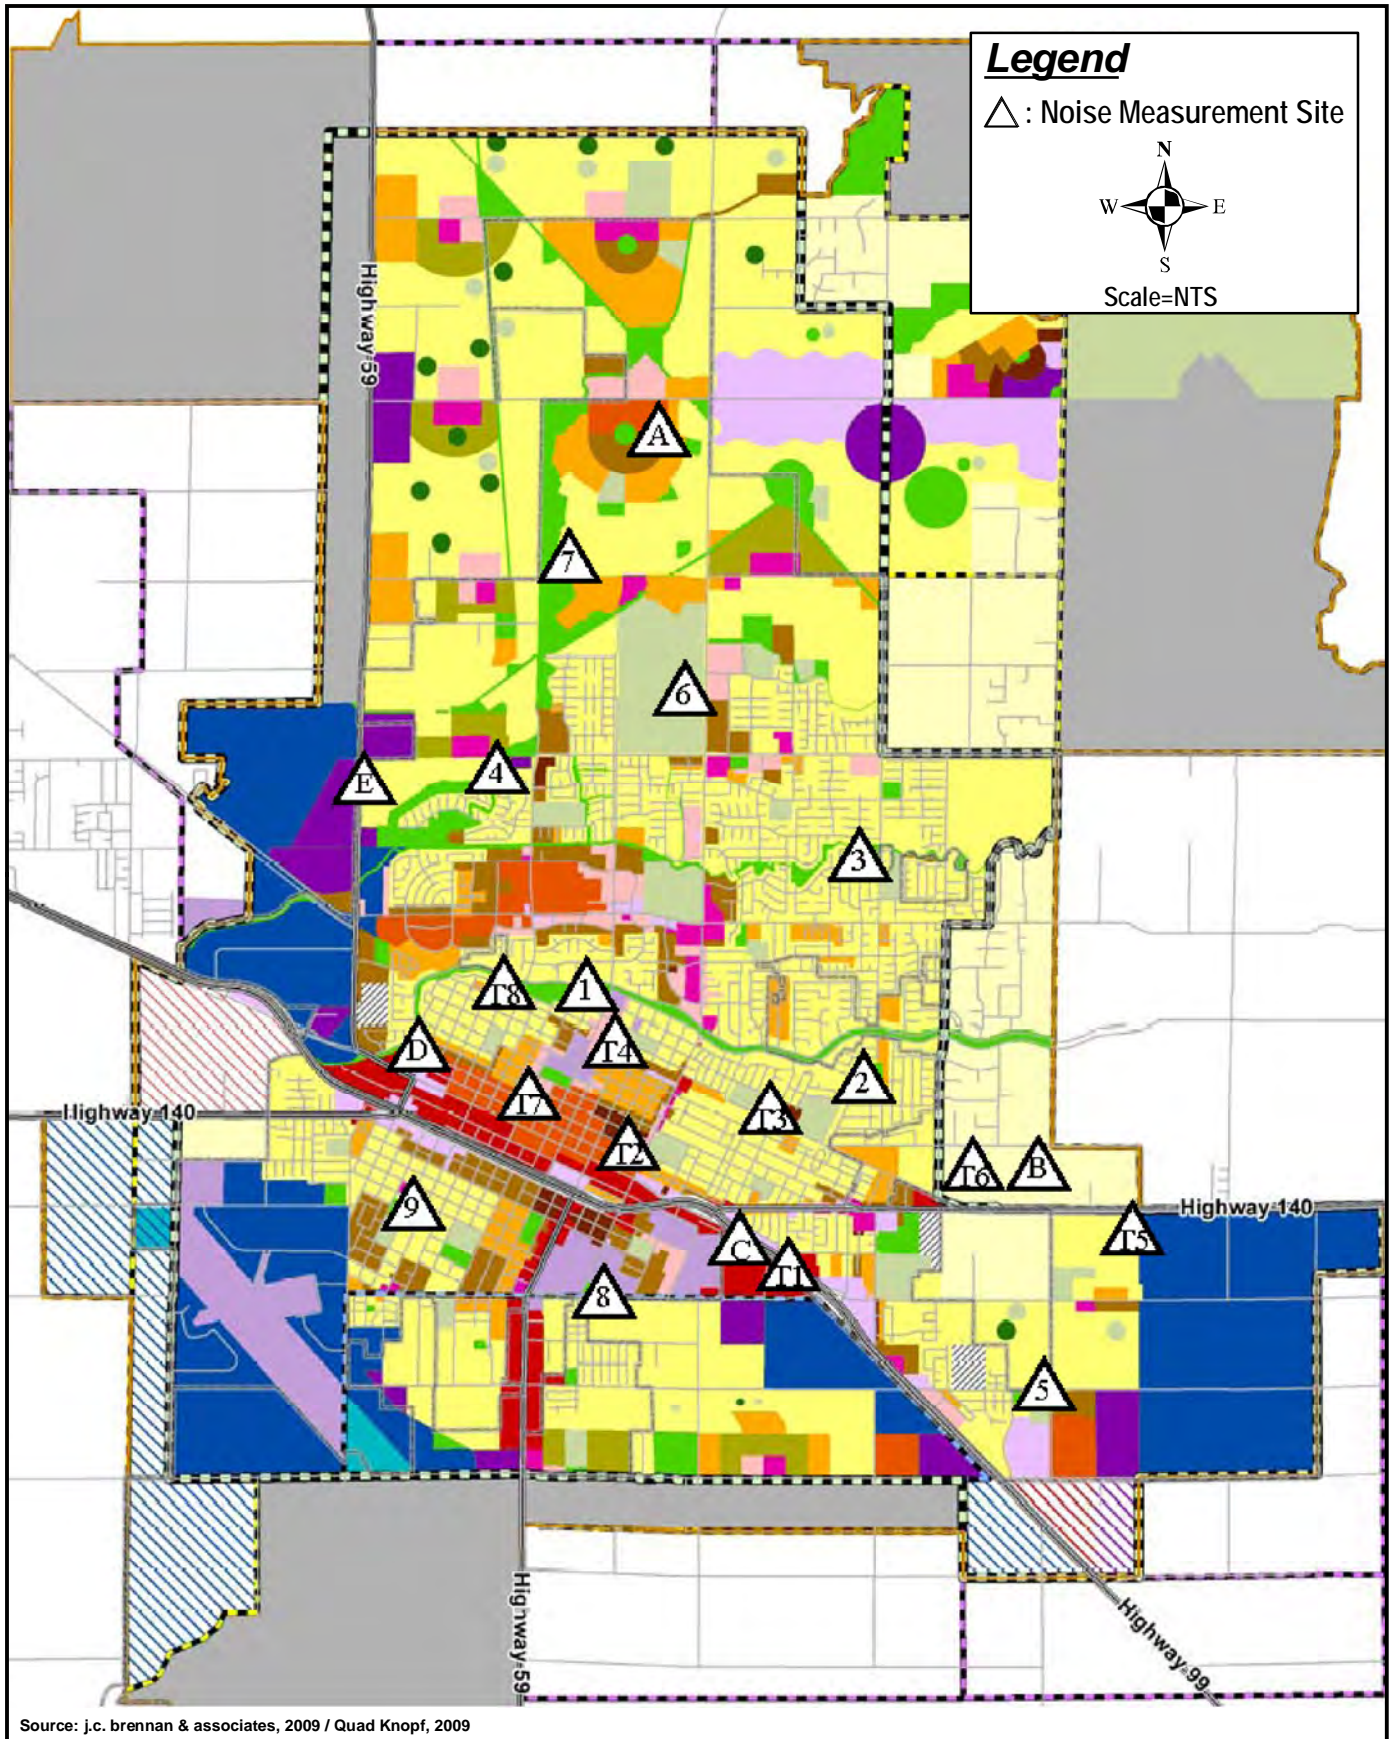 Legend
: Noise Measurement Site
N
W E
S
Scale=NTS
Highway 59
A
7
6
E
4
3
T8
1
D
T4
2
T7
T3
Highway 140
T2
T6
B
9
Highway 140
C
T5
T1
8
5
Highway 59
Highway 99
Source: j.c. brennan & associates, 2009 / Quad Knopf, 2009